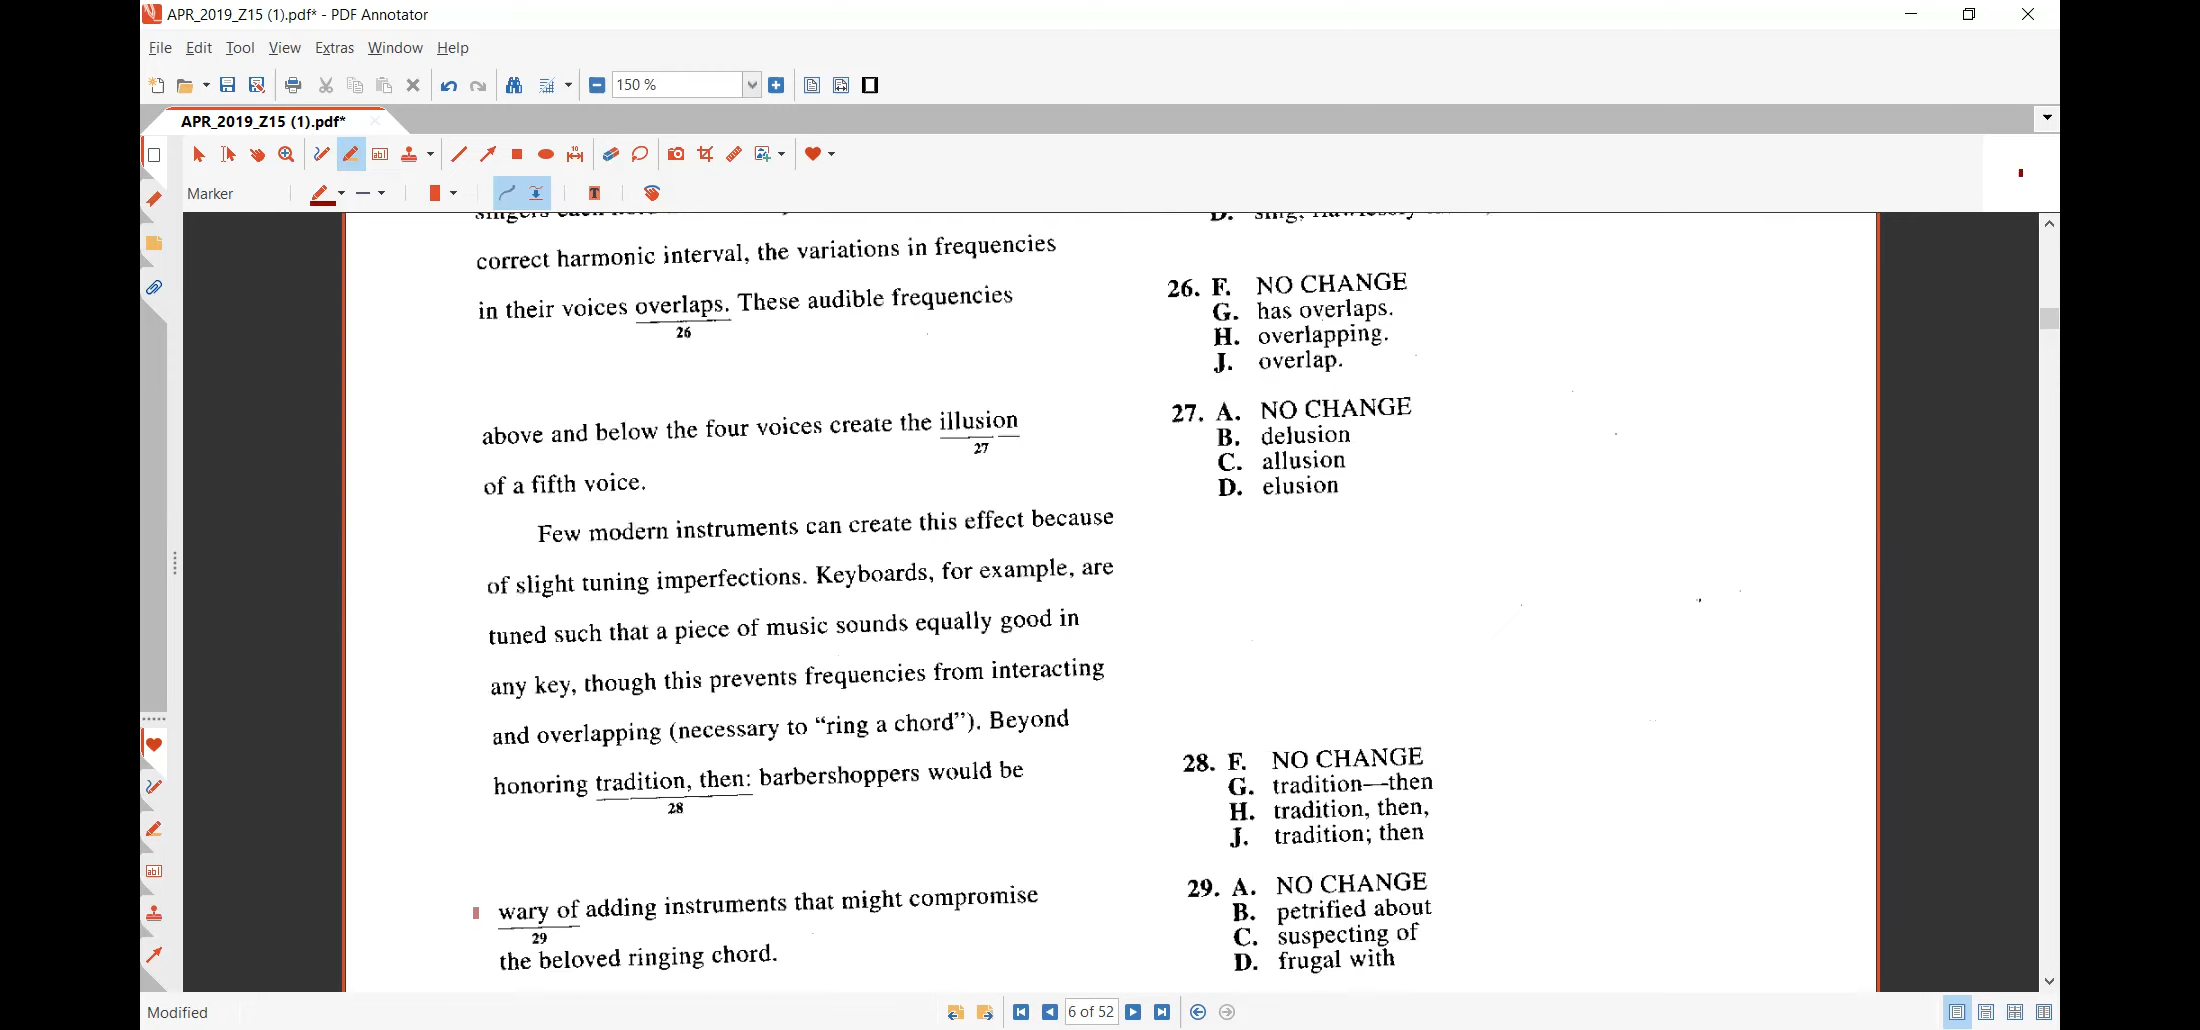 APR_2019_Z15 (1).pdf* - PDF Annotator
File Edit Tool View Extras Window Help
150 %
APR_2019_Z15 (1).pdf*
Marker
correct harmonic interval, the variations in frequencies
in their voices overlaps. These audible frequencies
26
above and below the four voices create the illusion
27
of a fifth voice.
Few modern instruments can create this effect because
of slight tuning imperfections. Keyboards, for example, are
tuned such that a piece of music sounds equally good in
any key, though this prevents frequencies from interacting
and overlapping (necessary to “ring a chord”). Beyond
honoring tradition, then: barbershoppers would be
28
wary of adding instruments that might compromise
29
the beloved ringing chord.
D. sing,
26. F. NO CHANGE
G. has overlaps.
H. overlapping.
J. overlap.
27. A. NO CHANGE
B. delusion
C. allusion
D. elusion
28. F. NO CHANGE
G. tradition—then
H. tradition, then,
J. tradition; then
29. A. NO CHANGE
B. petrified about
C. suspecting of
D. frugal with
Modified
6 of 52